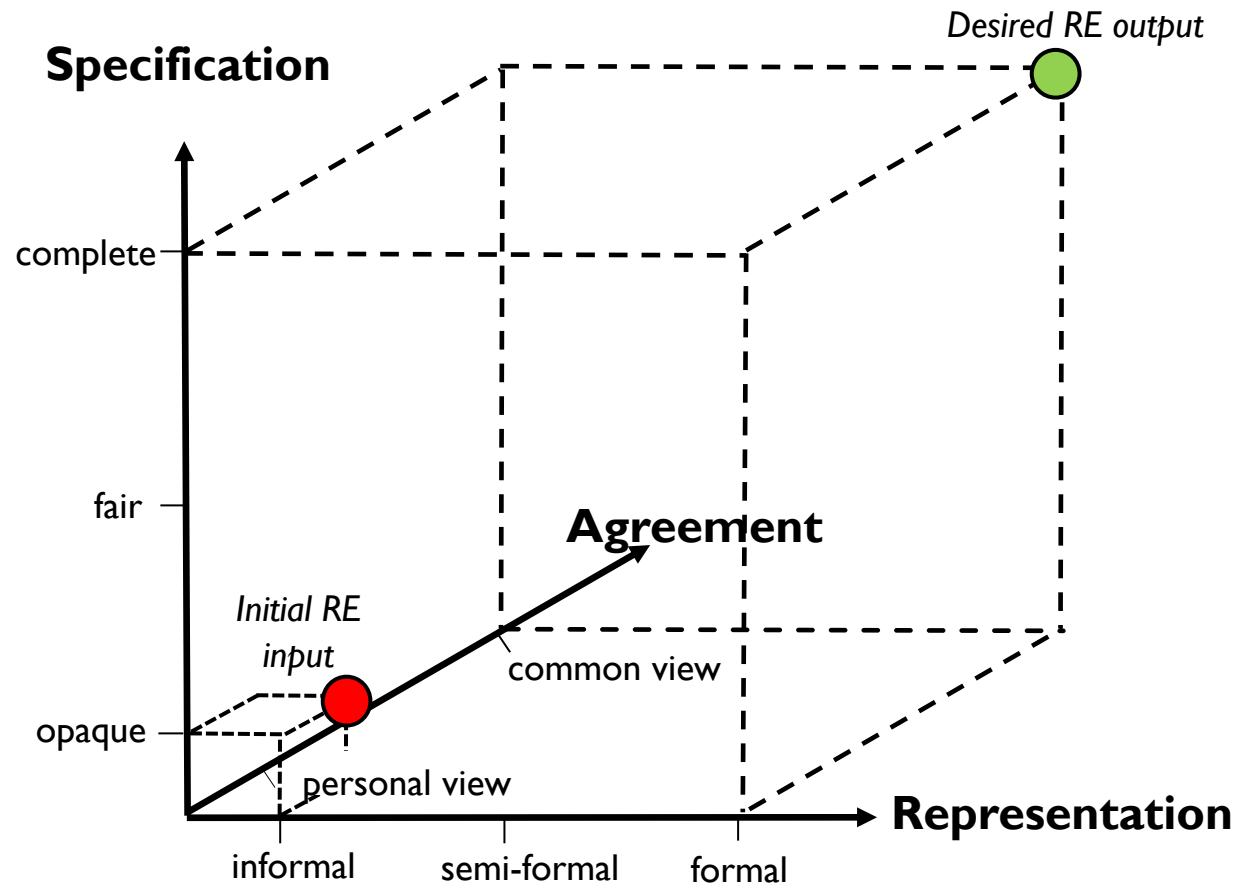 Desired RE output
Specification
complete
fair
Agreement
Initial RE
input
common view
opaque
personal view
Representation
informal
semi-formal
formal